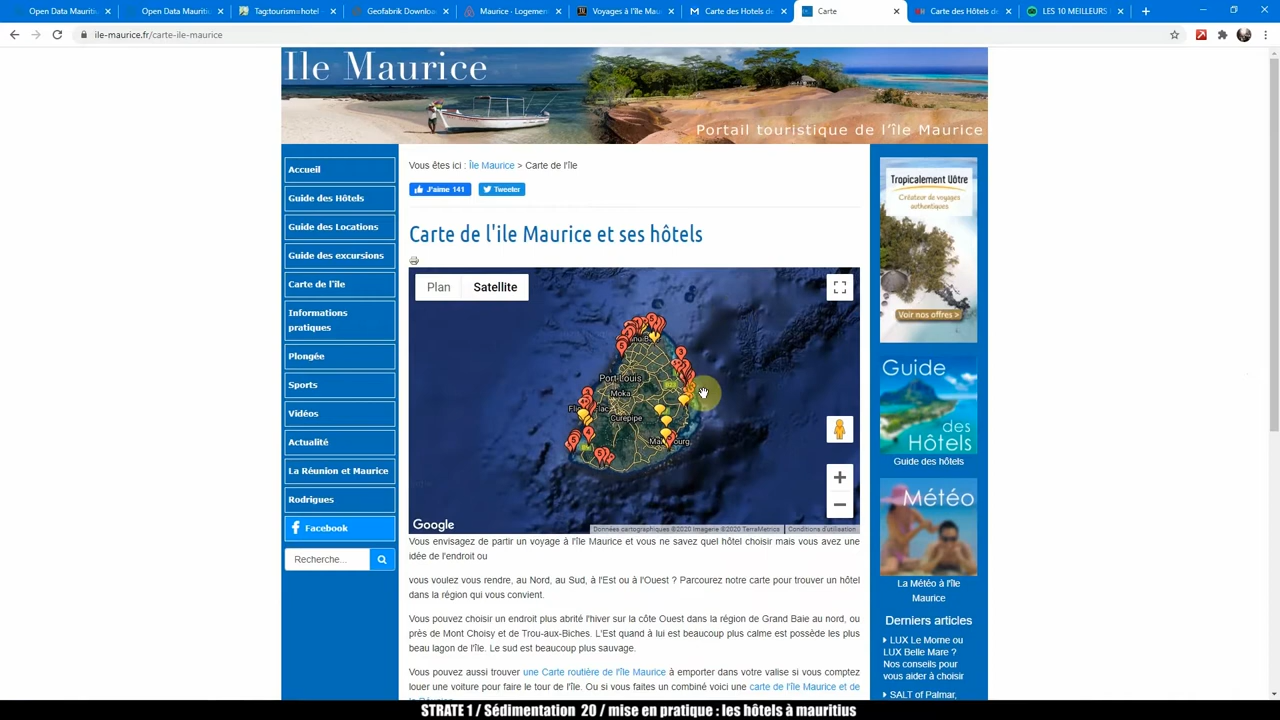 Open Data Mauriti
Open Data Mauritiu
Tag:tourism=hotel -
Geofabrik Downloa
Maurice · Logemen
Voyages à l'île Mau
Carte des Hotels de
Carte
Carte des Hôtels de
LES 10 MEILLEURS
ile-maurice.fr/carte-ile-maurice
Ile Maurice
Portail touristique de l'île Maurice
Accueil
Guide des Hôtels
Guide des Locations
Guide des excursions
Carte de l'île
Informations
pratiques
Plongée
Sports
Vidéos
Actualité
La Réunion et Maurice
Rodrigues
Facebook
Recherche...
Vous êtes ici : Île Maurice > Carte de l'île
J'aime 141
Tweeter
Carte de l'ile Maurice et ses hôtels
Plan
Satellite
Port Louis
Moka
Curepipe
Google
Données cartographiques ©2020 Imagerie ©2020 TerraMetrics
Conditions d'utilisation
Vous envisagez de partir un voyage à l'île Maurice et vous ne savez quel hôtel choisir mais vous avez une
idée de l'endroit ou
vous voulez vous rendre, au Nord, au Sud, à l'Est ou à l'Ouest ? Parcourez notre carte pour trouver un hôtel
dans la région qui vous convient.
Vous pouvez choisir un endroit plus abrité l'hiver sur la côte Ouest dans la région de Grand Baie au nord, ou
près de Mont Choisy et de Trou-aux-Biches. L'Est quand à lui est beaucoup plus calme est possède les plus
beau lagon de l'île. Le sud est beaucoup plus sauvage.
Vous pouvez aussi trouver une Carte routière de l'île Maurice à emporter dans votre valise si vous comptez
louer une voiture pour faire le tour de l'île. Ou si vous faites un combiné voici une carte de l'île Maurice et de
Tropicalement Vôtre
Créateur de voyages
authentiques
Voir nos offres >
Guide
des
Hôtels
Guide des hôtels
Météo
La Météo à l'île
Maurice
Derniers articles
LUX Le Morne ou
LUX Belle Mare ?
Nos conseils pour
vous aider à choisir
SALT of Palmar,
STRATE 1 / Sédimentation 20 / mise en pratique : les hôtels à mauritius